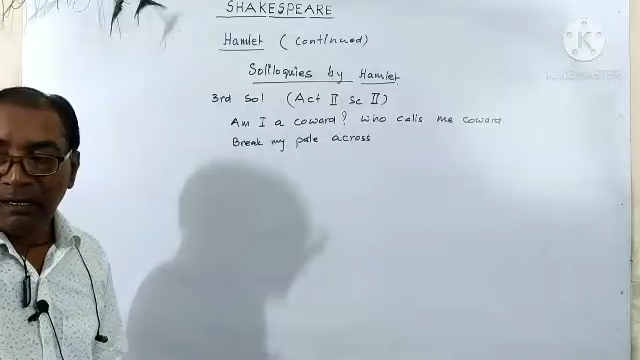 SHAKESPEARE
Hamlet ( continued)
Soliloquies by Hamlet
3rd Sol (Act II Sc II)
Am I a coward? who calls me coward
Break my pate across
KINEMASTER